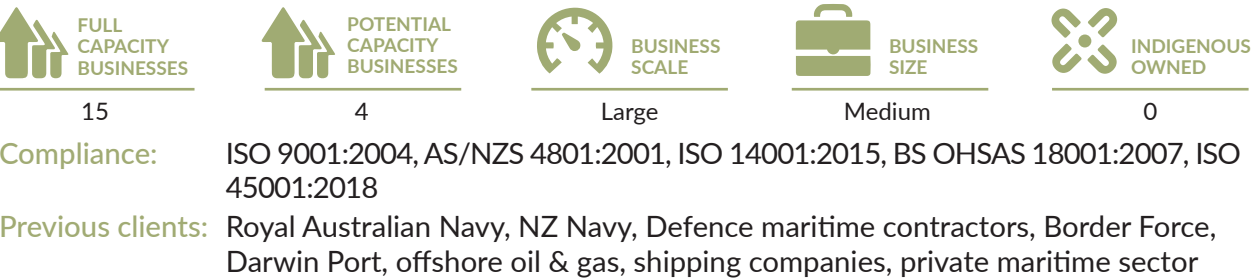 FULL
CAPACITY
BUSINESSES
15
POTENTIAL
CAPACITY
BUSINESSES
4
BUSINESS
SCALE
Large
BUSINESS
SIZE
Medium
INDIGENOUS
OWNED
0
Compliance: ISO 9001:2004, AS/NZS 4801:2001, ISO 14001:2015, BS OHSAS 18001:2007, ISO
45001:2018
Previous clients: Royal Australian Navy, NZ Navy, Defence maritime contractors, Border Force,
Darwin Port, offshore oil & gas, shipping companies, private maritime sector